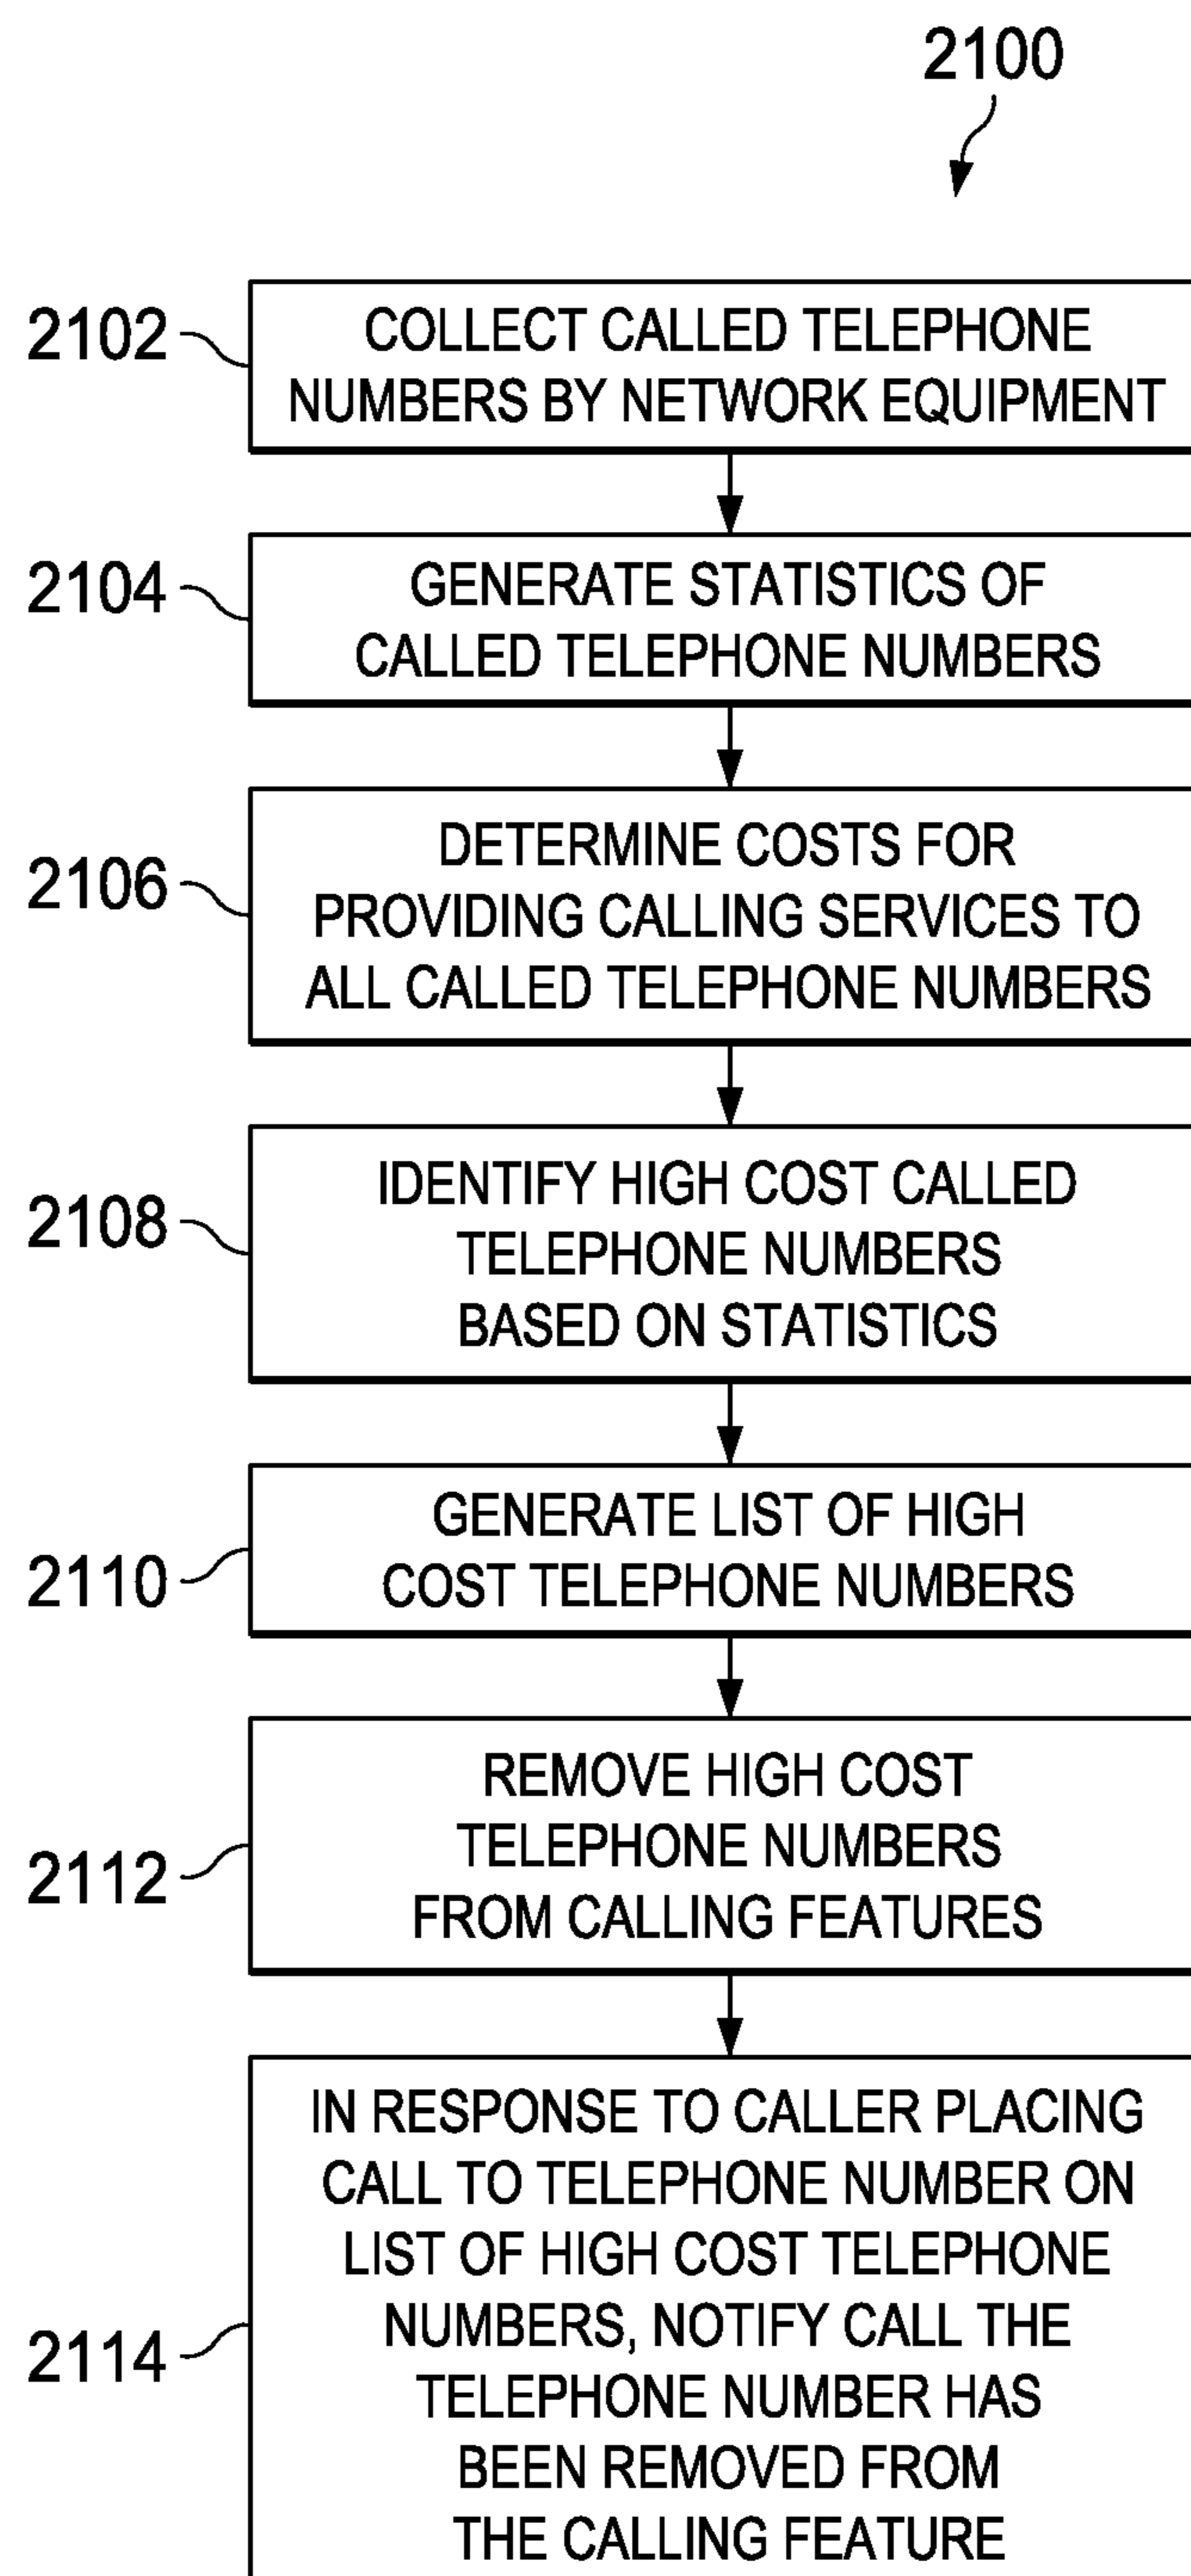 2100
2102
COLLECT CALLED TELEPHONE
NUMBERS BY NETWORK EQUIPMENT
2104
GENERATE STATISTICS OF
CALLED TELEPHONE NUMBERS
2106
DETERMINE COSTS FOR
PROVIDING CALLING SERVICES TO
ALL CALLED TELEPHONE NUMBERS
2108
IDENTIFY HIGH COST CALLED
TELEPHONE NUMBERS
BASED ON STATISTICS
2110
GENERATE LIST OF HIGH
COST TELEPHONE NUMBERS
2112
REMOVE HIGH COST
TELEPHONE NUMBERS
FROM CALLING FEATURES
2114
IN RESPONSE TO CALLER PLACING
CALL TO TELEPHONE NUMBER ON
LIST OF HIGH COST TELEPHONE
NUMBERS, NOTIFY CALL THE
TELEPHONE NUMBER HAS
BEEN REMOVED FROM
THE CALLING FEATURE